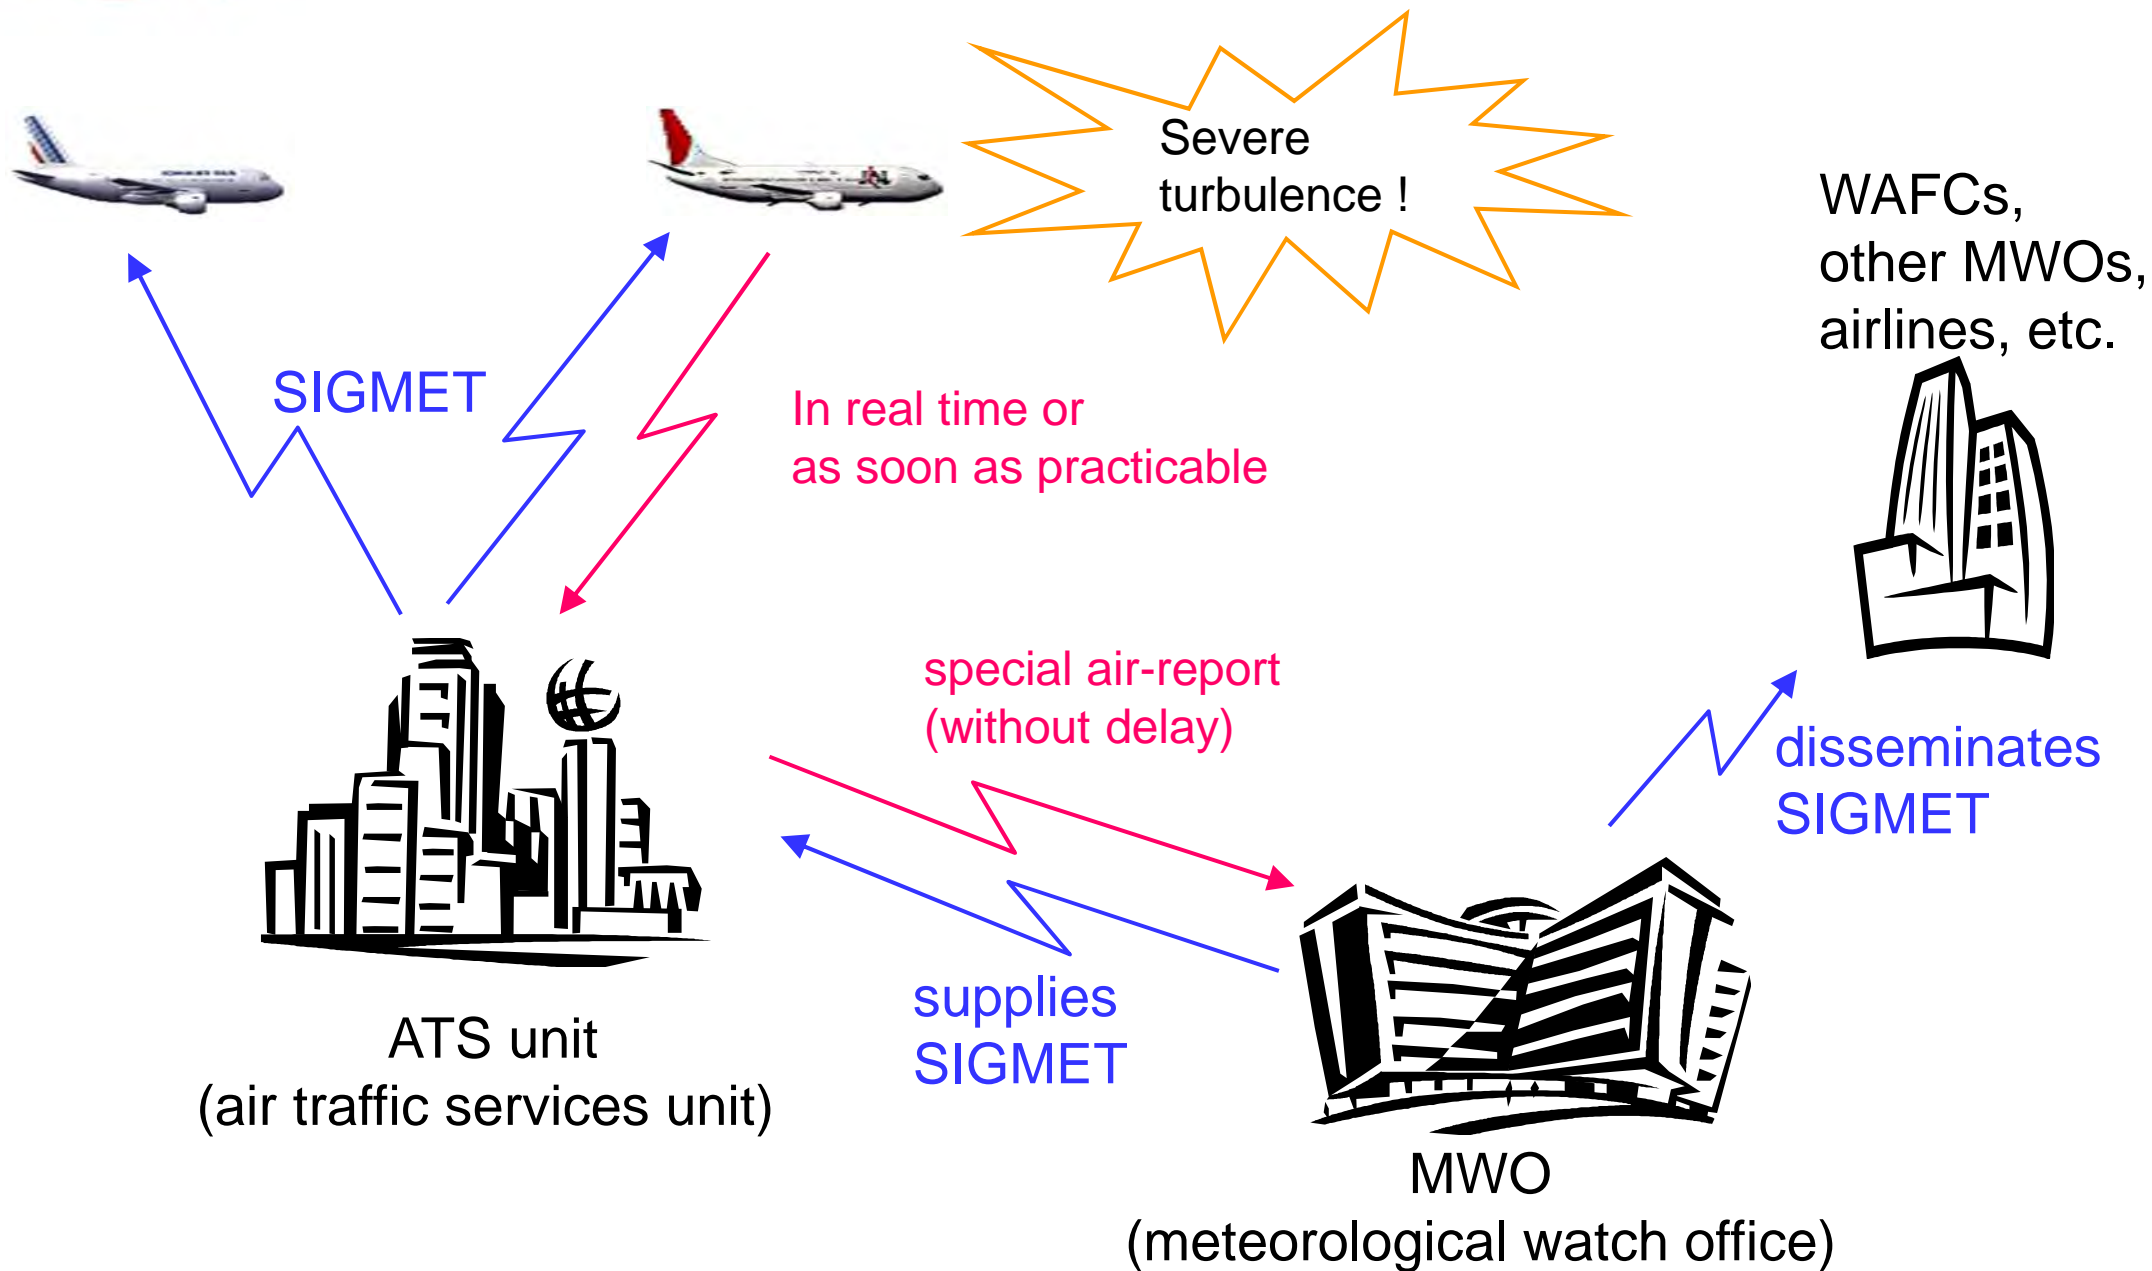 Severe
turbulence !
WAFCs,
other MWOs,
airlines, etc.
SIGMET
In real time or
as soon as practicable
special air-report
(without delay)
disseminates
SIGMET
supplies
SIGMET
ATS unit
(air traffic services unit)
MWO
(meteorological watch office)